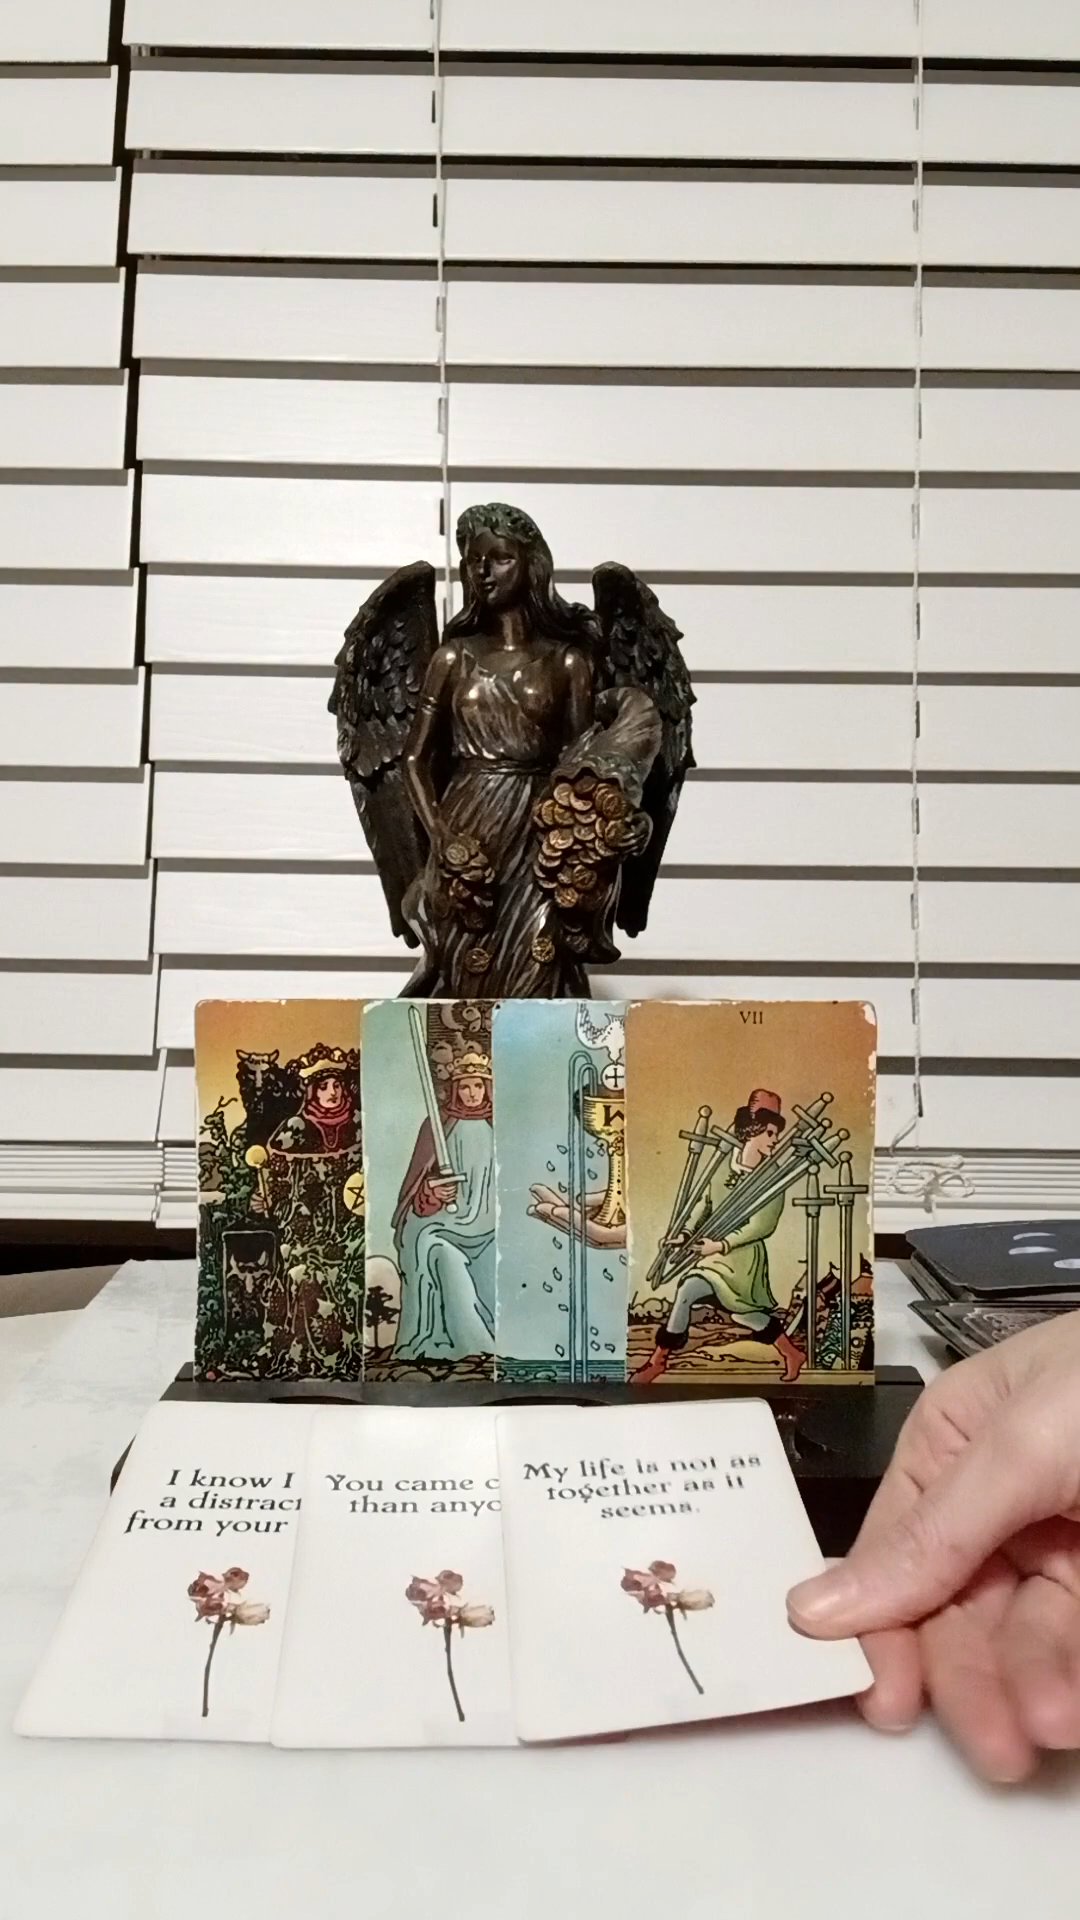 VII
I know I
a distract
from your
You came c
than anyo
My life is not as
together as it
seems.